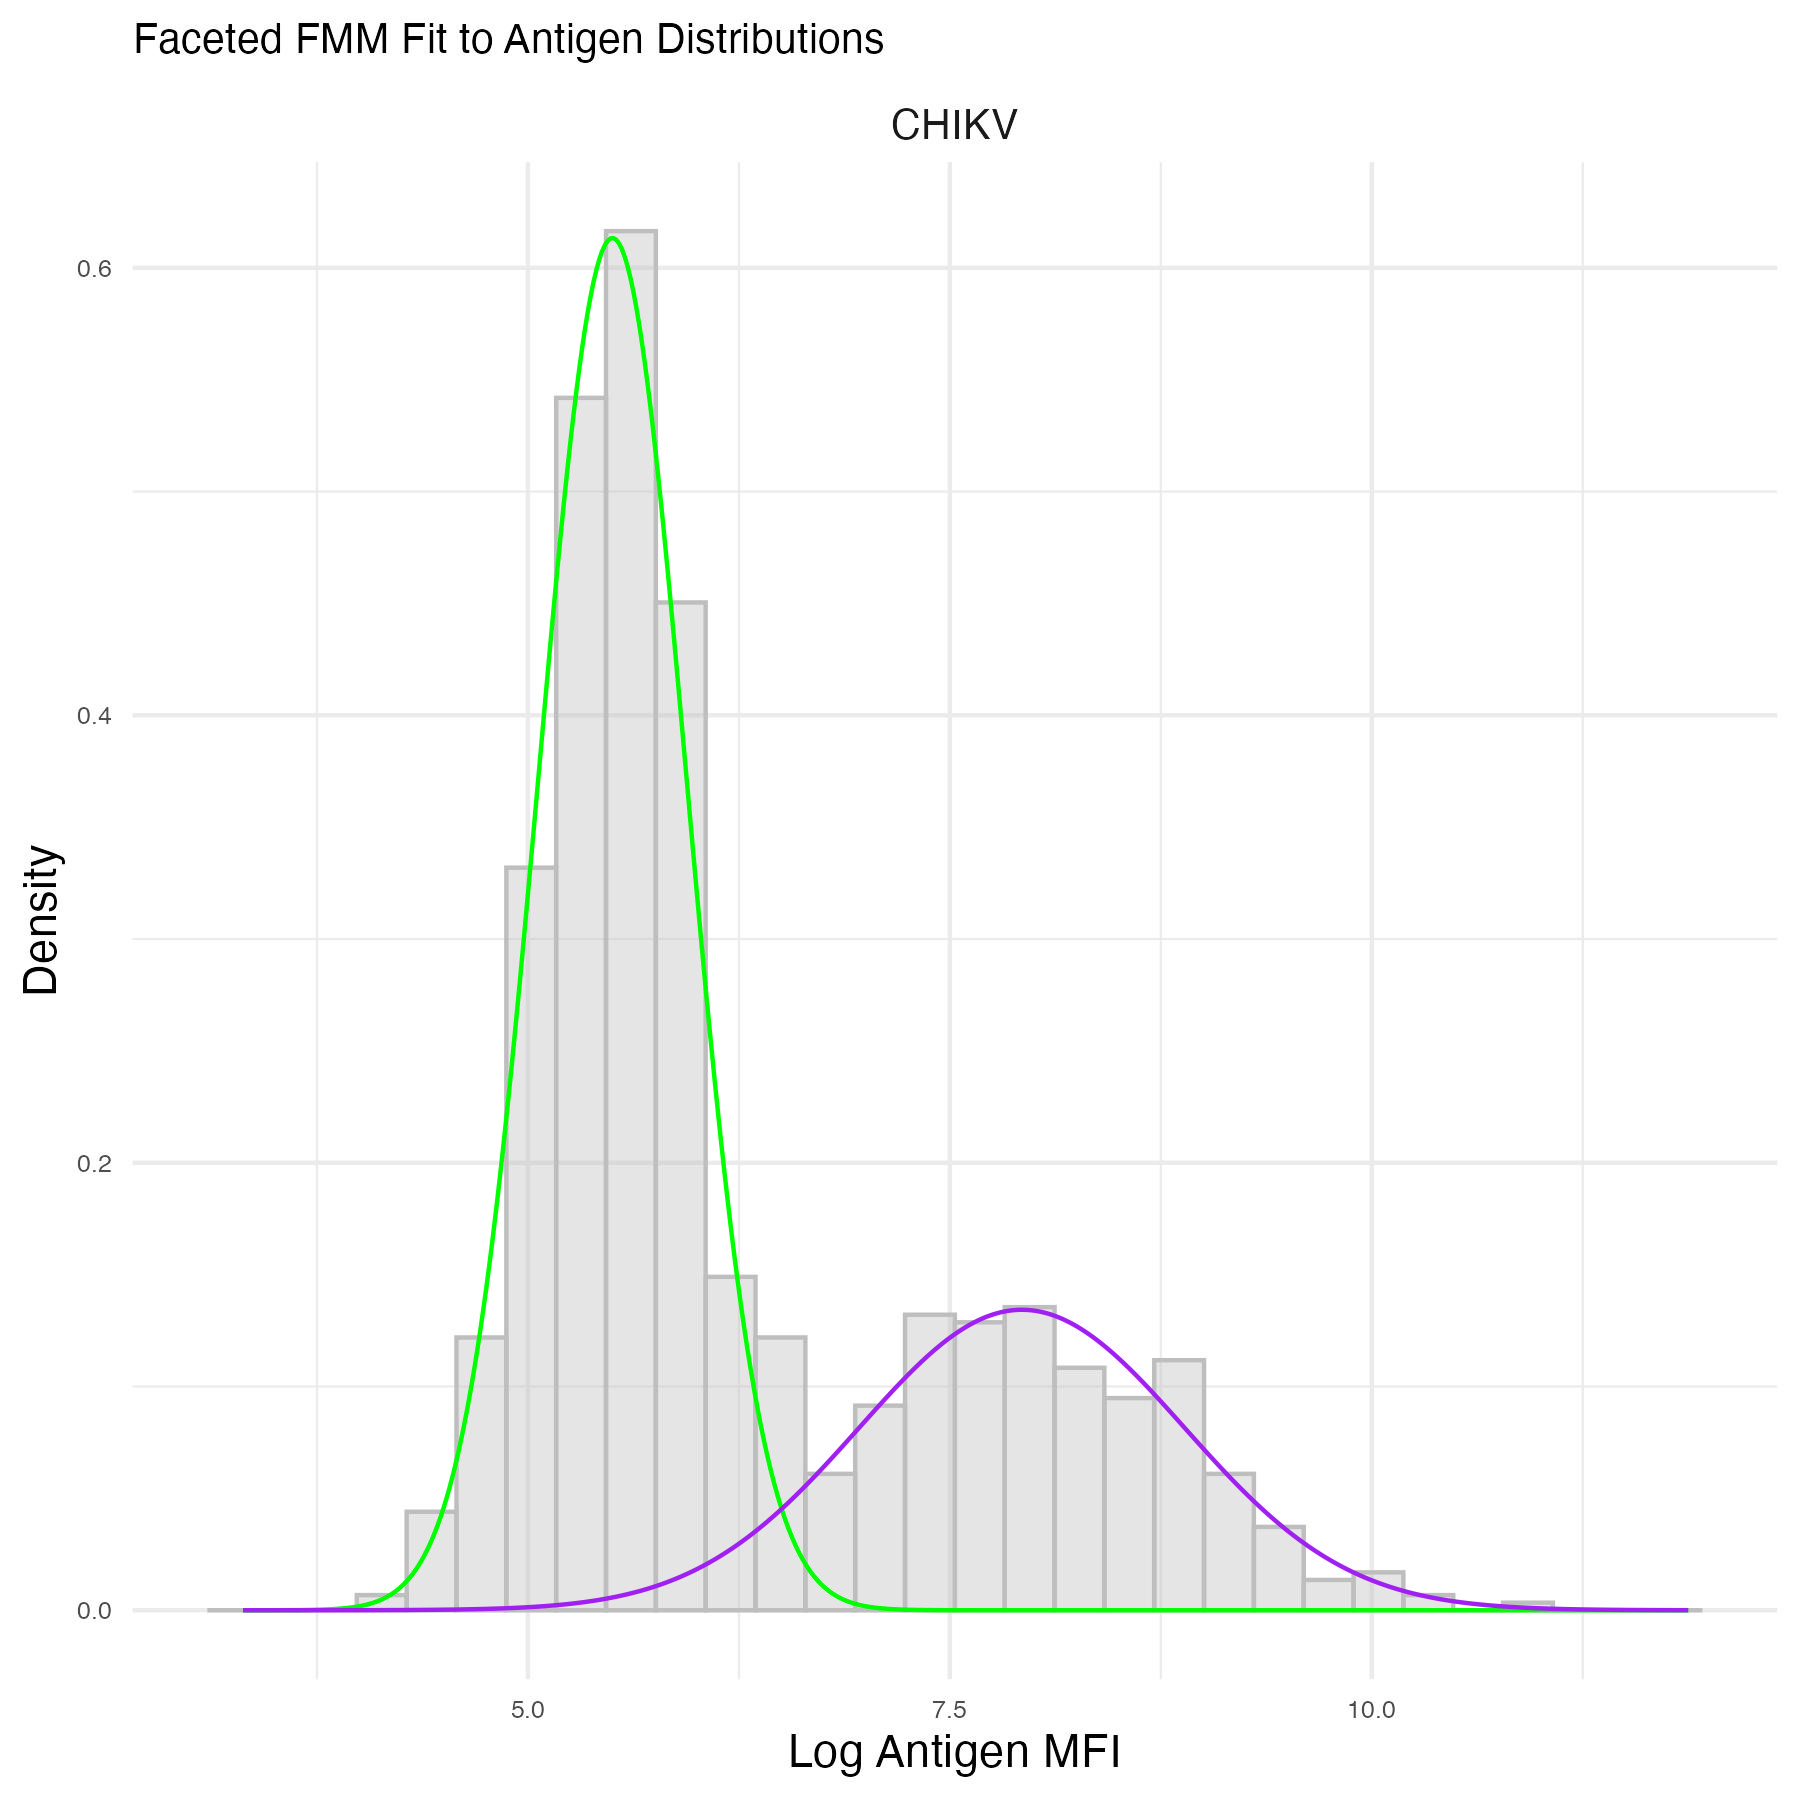 Faceted FMM Fit to Antigen Distributions
CHIKV
0.6
0.4
0.2
0.0
Density
5.0 7.5 10.0
Log Antigen MFI